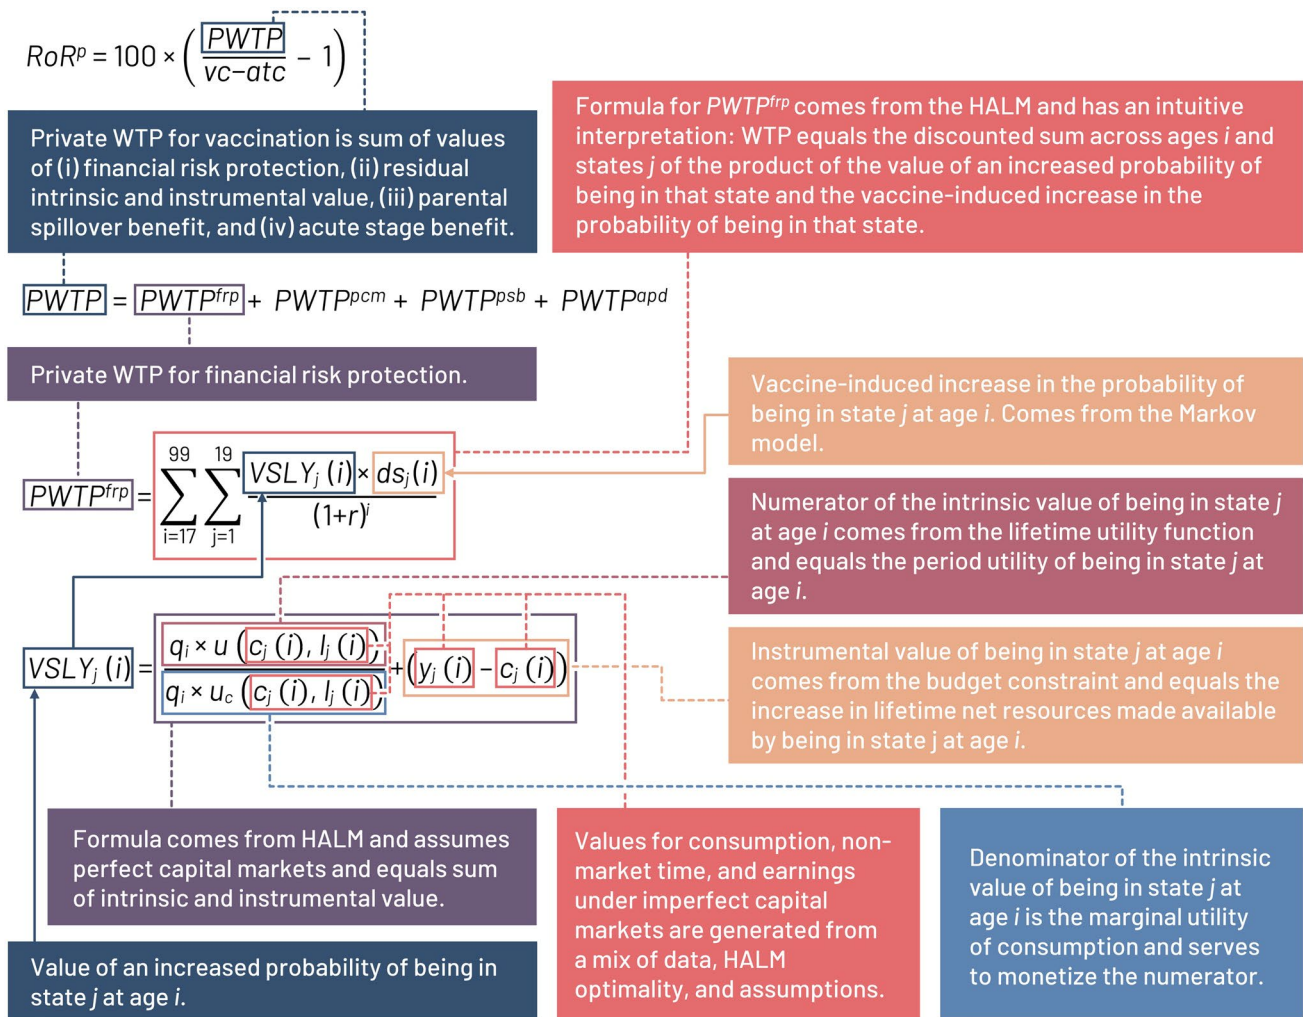 RoRᵖ = 100 × ( PWTP / vc–atc – 1 )
Private WTP for vaccination is sum of values
of (i) financial risk protection, (ii) residual
intrinsic and instrumental value, (iii) parental
spillover benefit, and (iv) acute stage benefit.
Formula for PWTP^frp comes from the HALM and has an intuitive
interpretation: WTP equals the discounted sum across ages i and
states j of the product of the value of an increased probability of
being in that state and the vaccine-induced increase in the
probability of being in that state.
PWTP = PWTP^frp + PWTP^pcm + PWTP^psb + PWTP^apd
Private WTP for financial risk protection.
Vaccine-induced increase in the probability of
being in state j at age i. Comes from the Markov
model.
PWTP^frp = ∑_{i=17}^{99} ∑_{j=1}^{19} VSLY_j (i) × ds_j(i) / (1+r)^i
Numerator of the intrinsic value of being in state j
at age i comes from the lifetime utility function
and equals the period utility of being in state j at
age i.
VSLY_j (i) = q_i × u (c_j (i), l_j (i)) / q_i × u_c (c_j (i), l_j (i)) + (y_j (i) – c_j (i))
Instrumental value of being in state j at age i
comes from the budget constraint and equals the
increase in lifetime net resources made available
by being in state j at age i.
Formula comes from HALM and assumes
perfect capital markets and equals sum
of intrinsic and instrumental value.
Values for consumption, non-
market time, and earnings
under imperfect capital
markets are generated from
a mix of data, HALM
optimality, and assumptions.
Denominator of the intrinsic
value of being in state j at
age i is the marginal utility
of consumption and serves
to monetize the numerator.
Value of an increased probability of being in
state j at age i.